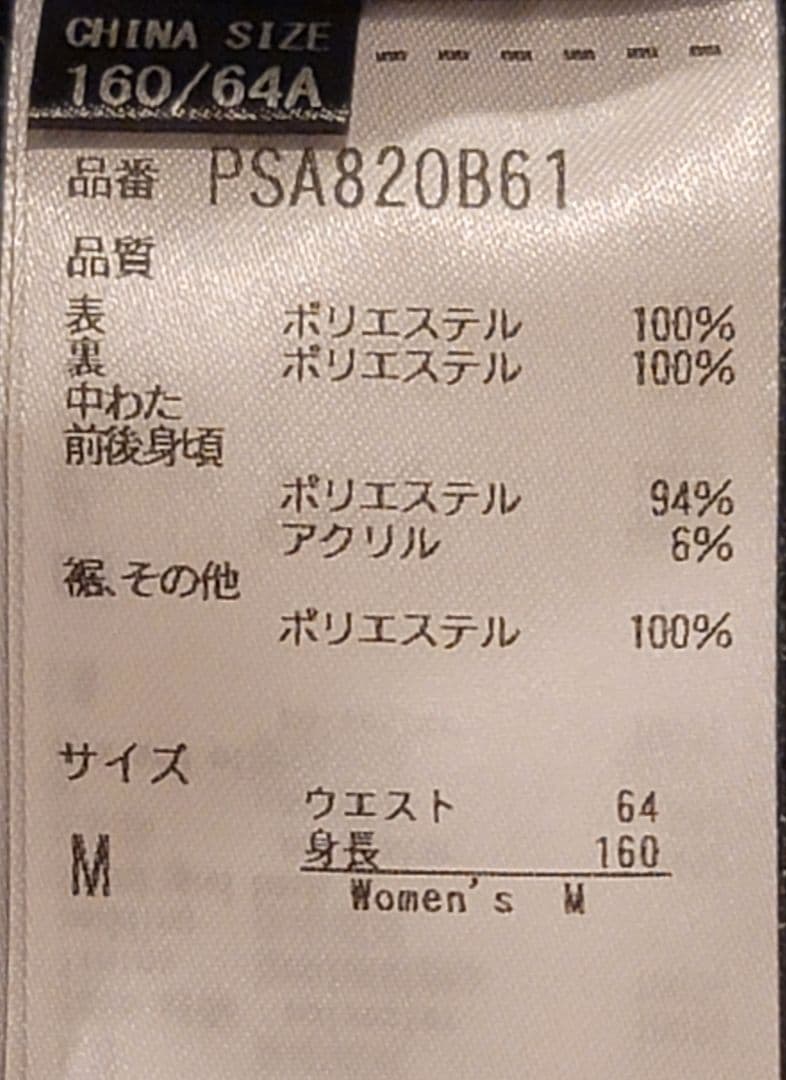 CHINA SIZE
160/64A
品番 PSA820B61
品質
表 ポリエステル 100%
裏 ポリエステル 100%
中わた
前後身頃
ポリエステル 94%
アクリル 6%
裾、その他
ポリエステル 100%
サイズ
ウエスト 64
身長 160
M
Women's M